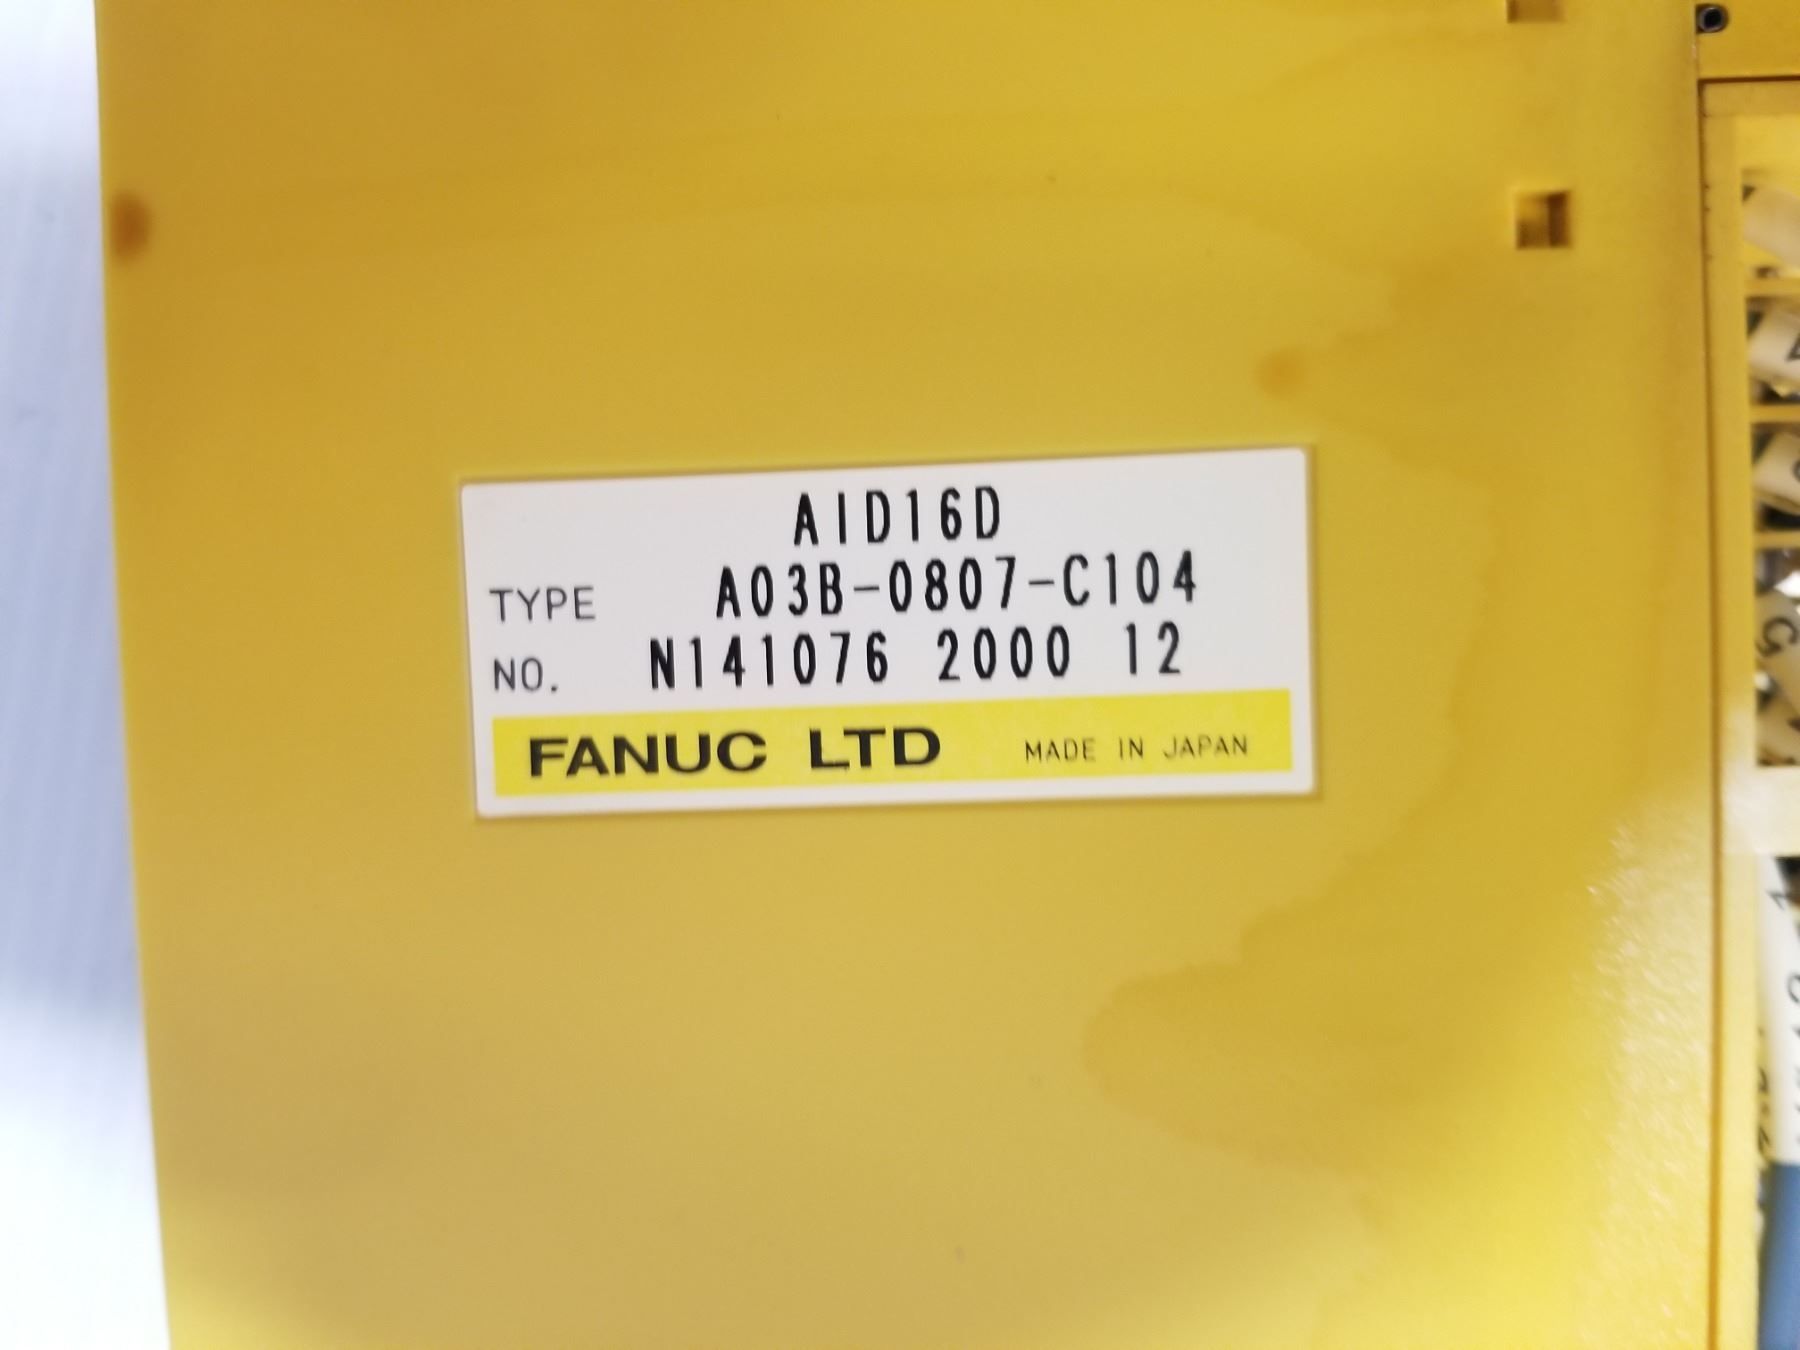 AID16D
TYPE A03B-0807-C104
NO. N141076 2000 12
FANUC LTD MADE IN JAPAN